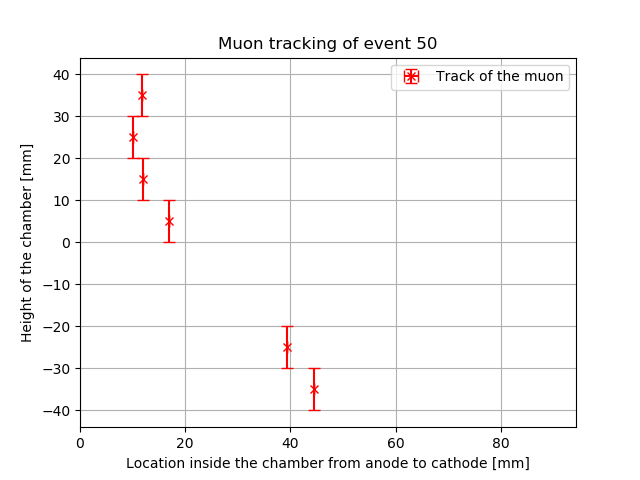 Muon tracking of event 50
Track of the muon
Height of the chamber [mm]
40
30
20
10
0
−10
−20
−30
−40
0 20 40 60 80
Location inside the chamber from anode to cathode [mm]